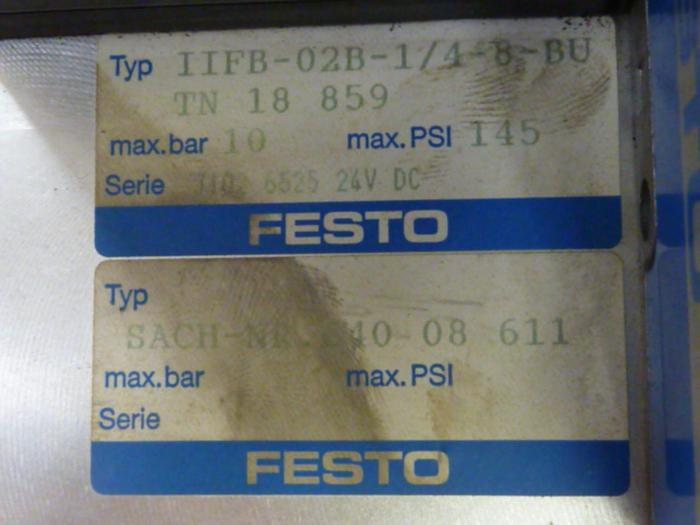 Typ IIFB-02B-1/4-8-BU
TN 18 859
max.bar 10 max.PSI 145
Serie 6525 24V DC
FESTO
Typ
SACH-NR. 08 611
max.bar max.PSI
Serie
FESTO